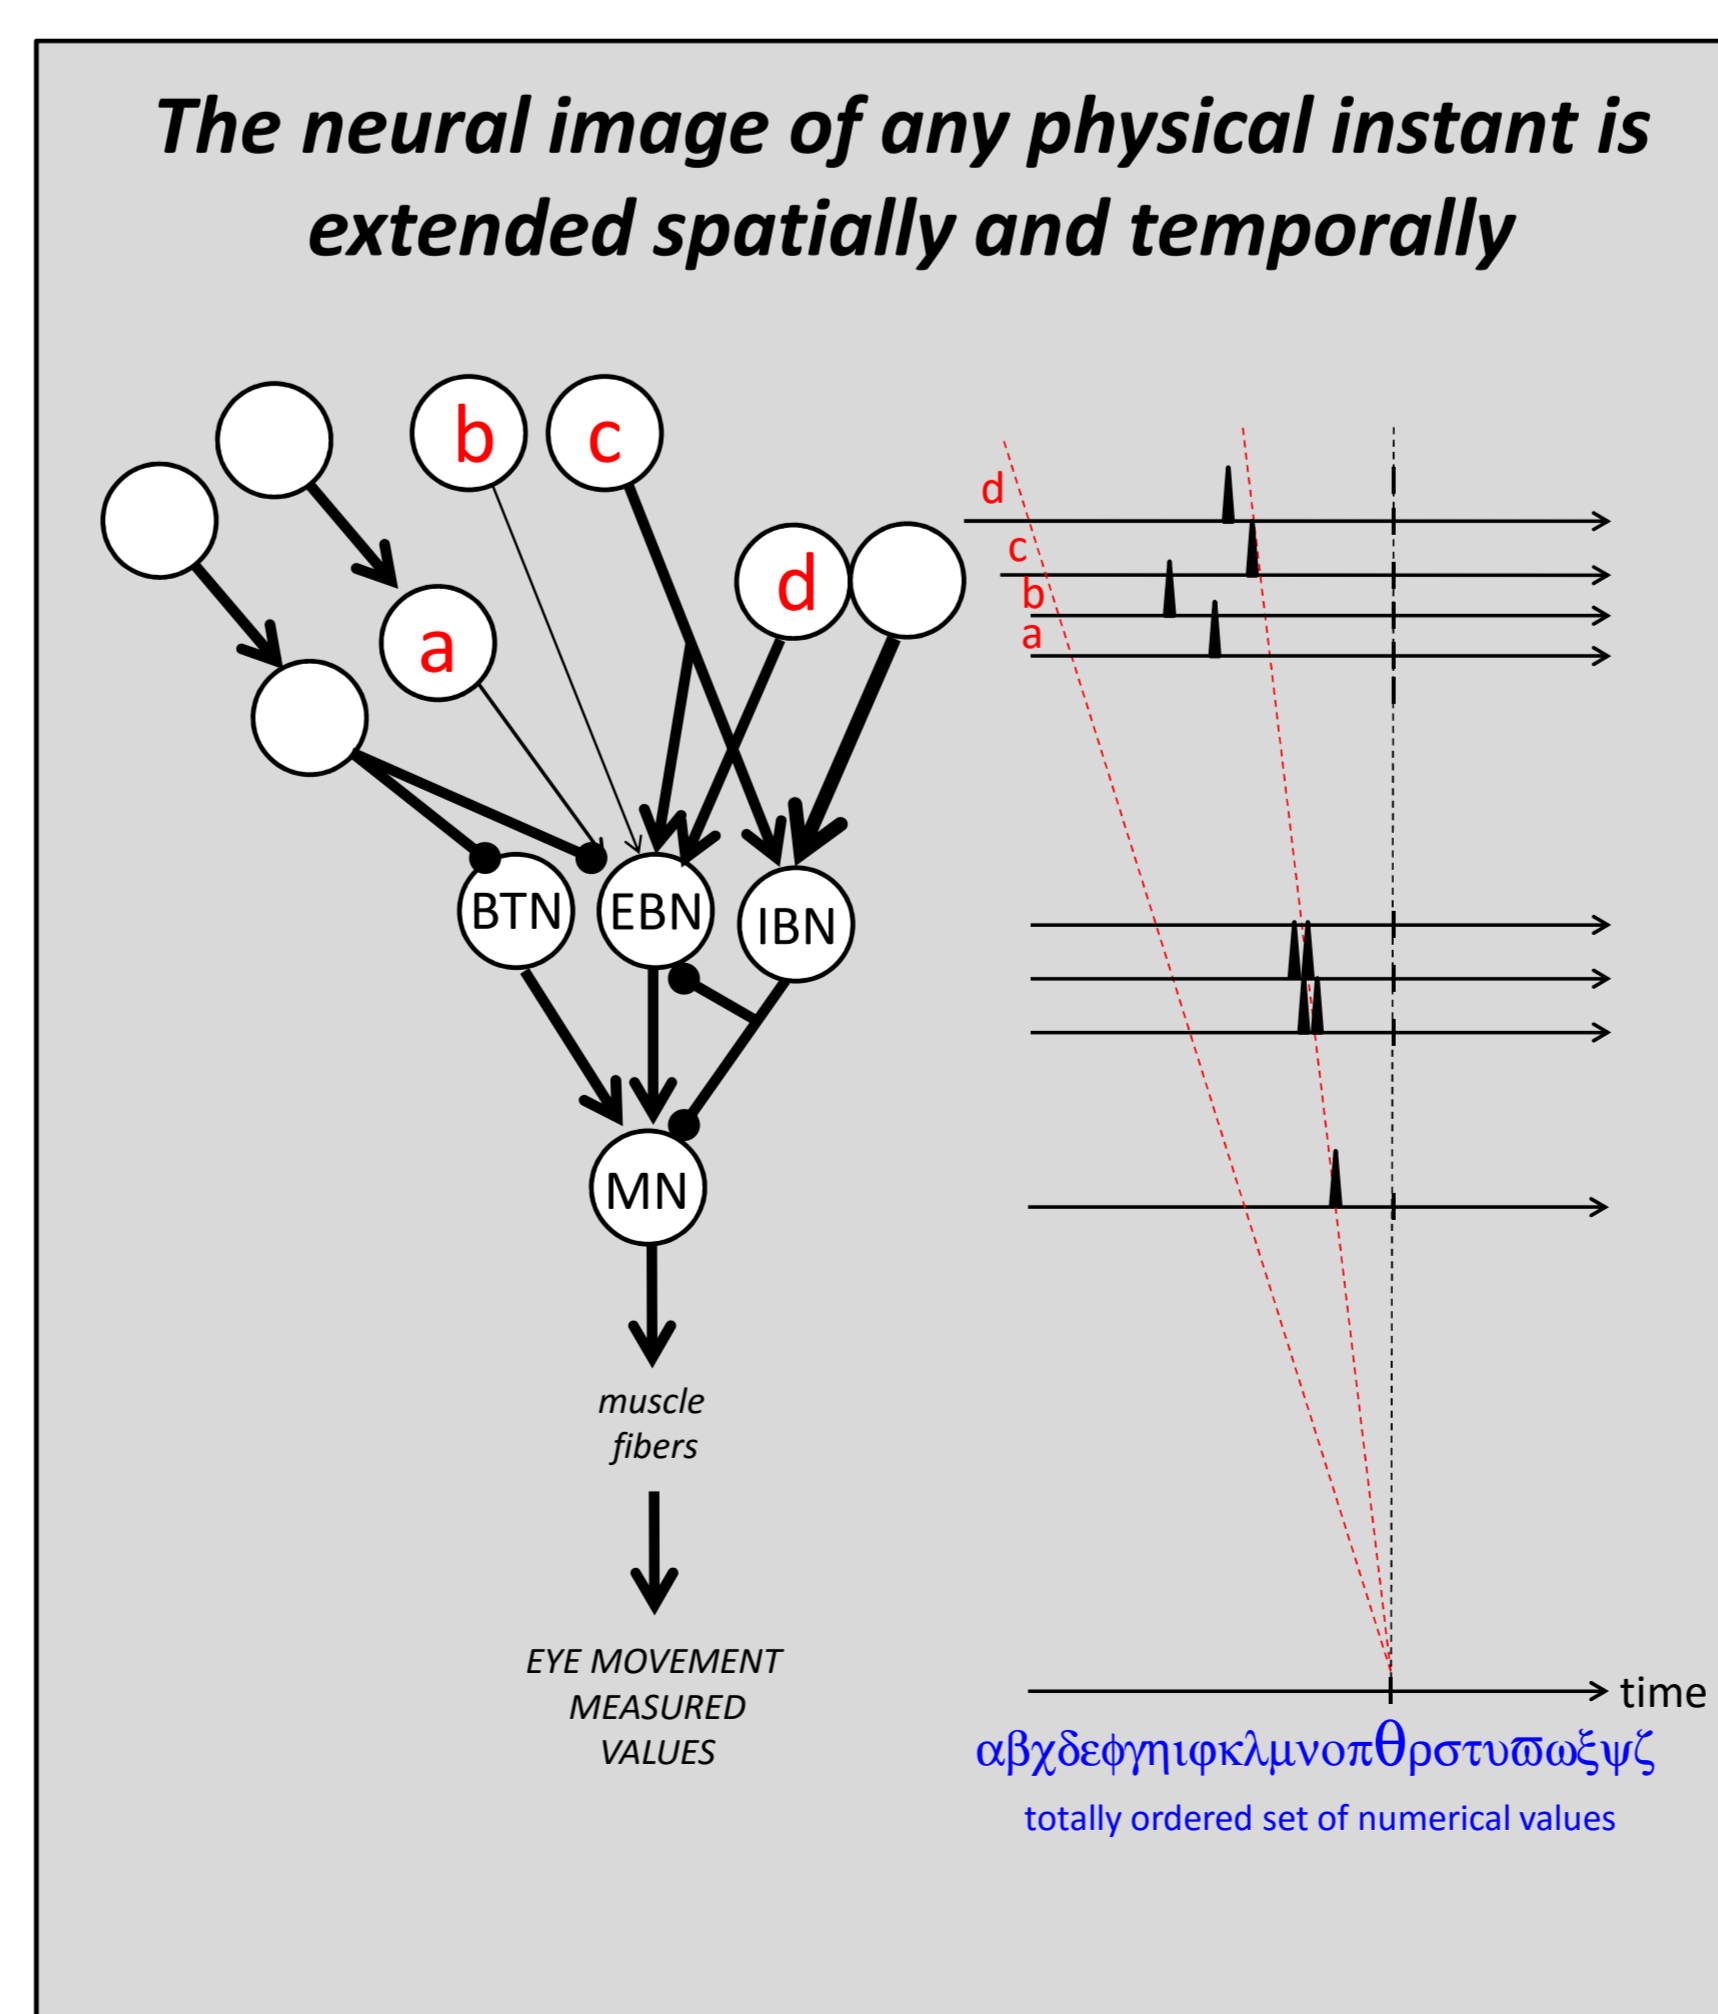 The neural image of any physical instant is
extended spatially and temporally
b
c
d
a
BTN
EBN
IBN
MN
muscle
fibers
EYE MOVEMENT
MEASURED
VALUES
d
c
b
a
time
αβχδεϕγηιφκλμνοπθρστυϖωξψζ
totally ordered set of numerical values